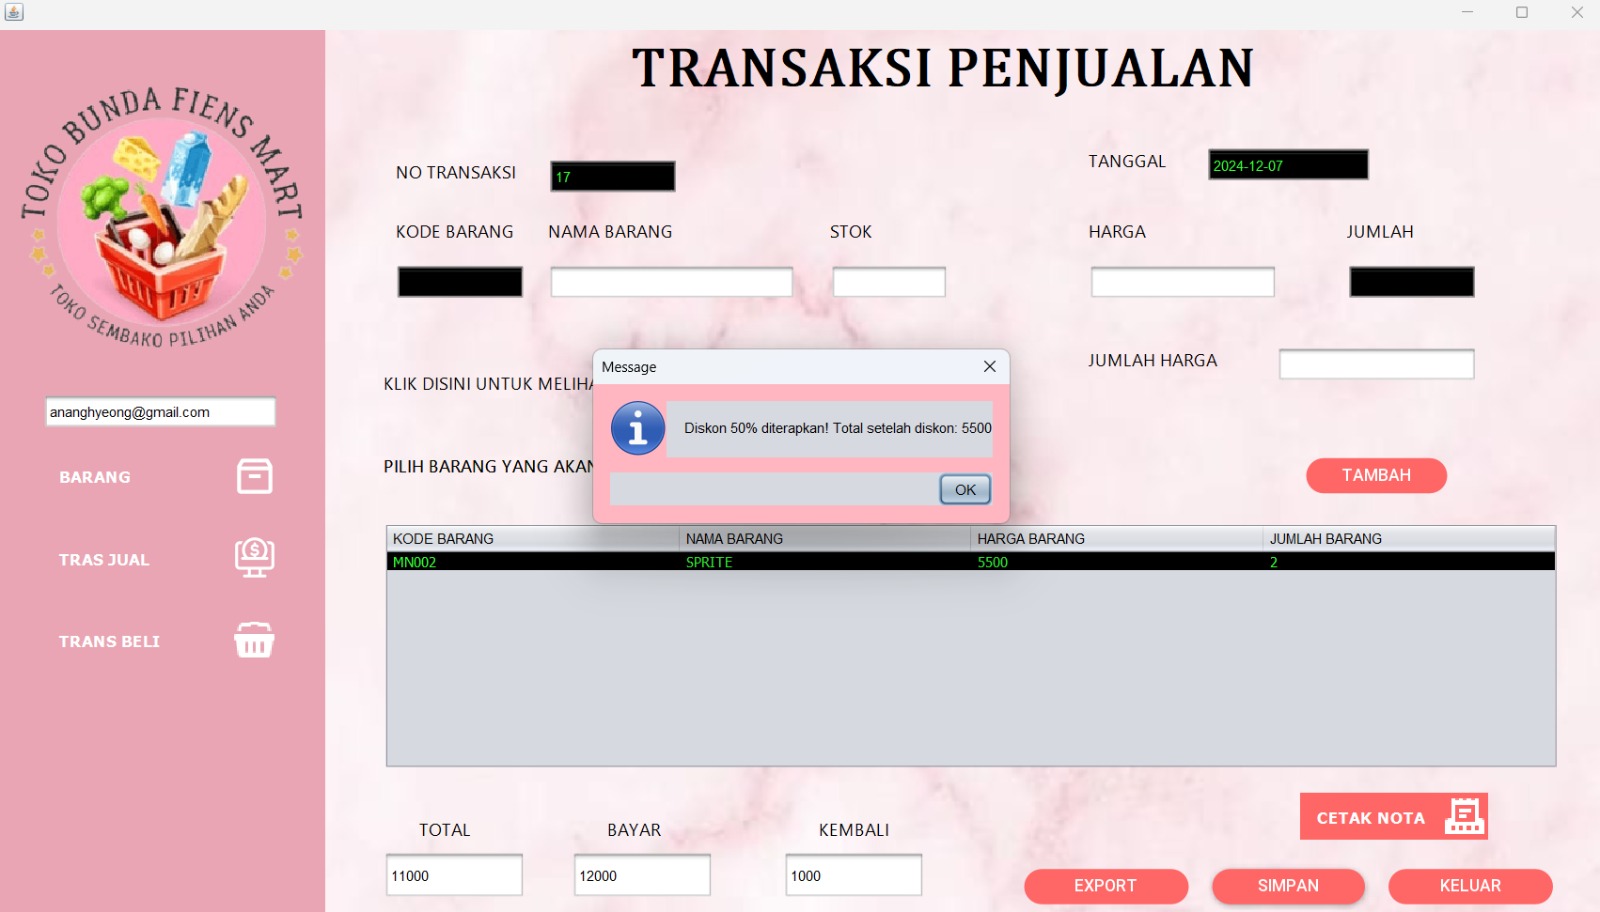 TRANSAKSI PENJUALAN
TOKO BUNDA FIENS MART
TOKO SEMBAKO PILIHAN ANDA
NO TRANSAKSI 17
TANGGAL 2024-12-07
KODE BARANG NAMA BARANG STOK HARGA JUMLAH
JUMLAH HARGA
KLIK DISINI UNTUK
Message
Diskon 50% diterapkan! Total setelah diskon: 5500
OK
ananghyeong@gmail.com
BARANG
TRAS JUAL
TRANS BELI
PILIH BARANG YANG
TAMBAH
KODE BARANG NAMA BARANG HARGA BARANG JUMLAH BARANG
MN002 SPRITE 5500 2
CETAK NOTA
TOTAL BAYAR KEMBALI
11000 12000 1000
EXPORT SIMPAN KELUAR